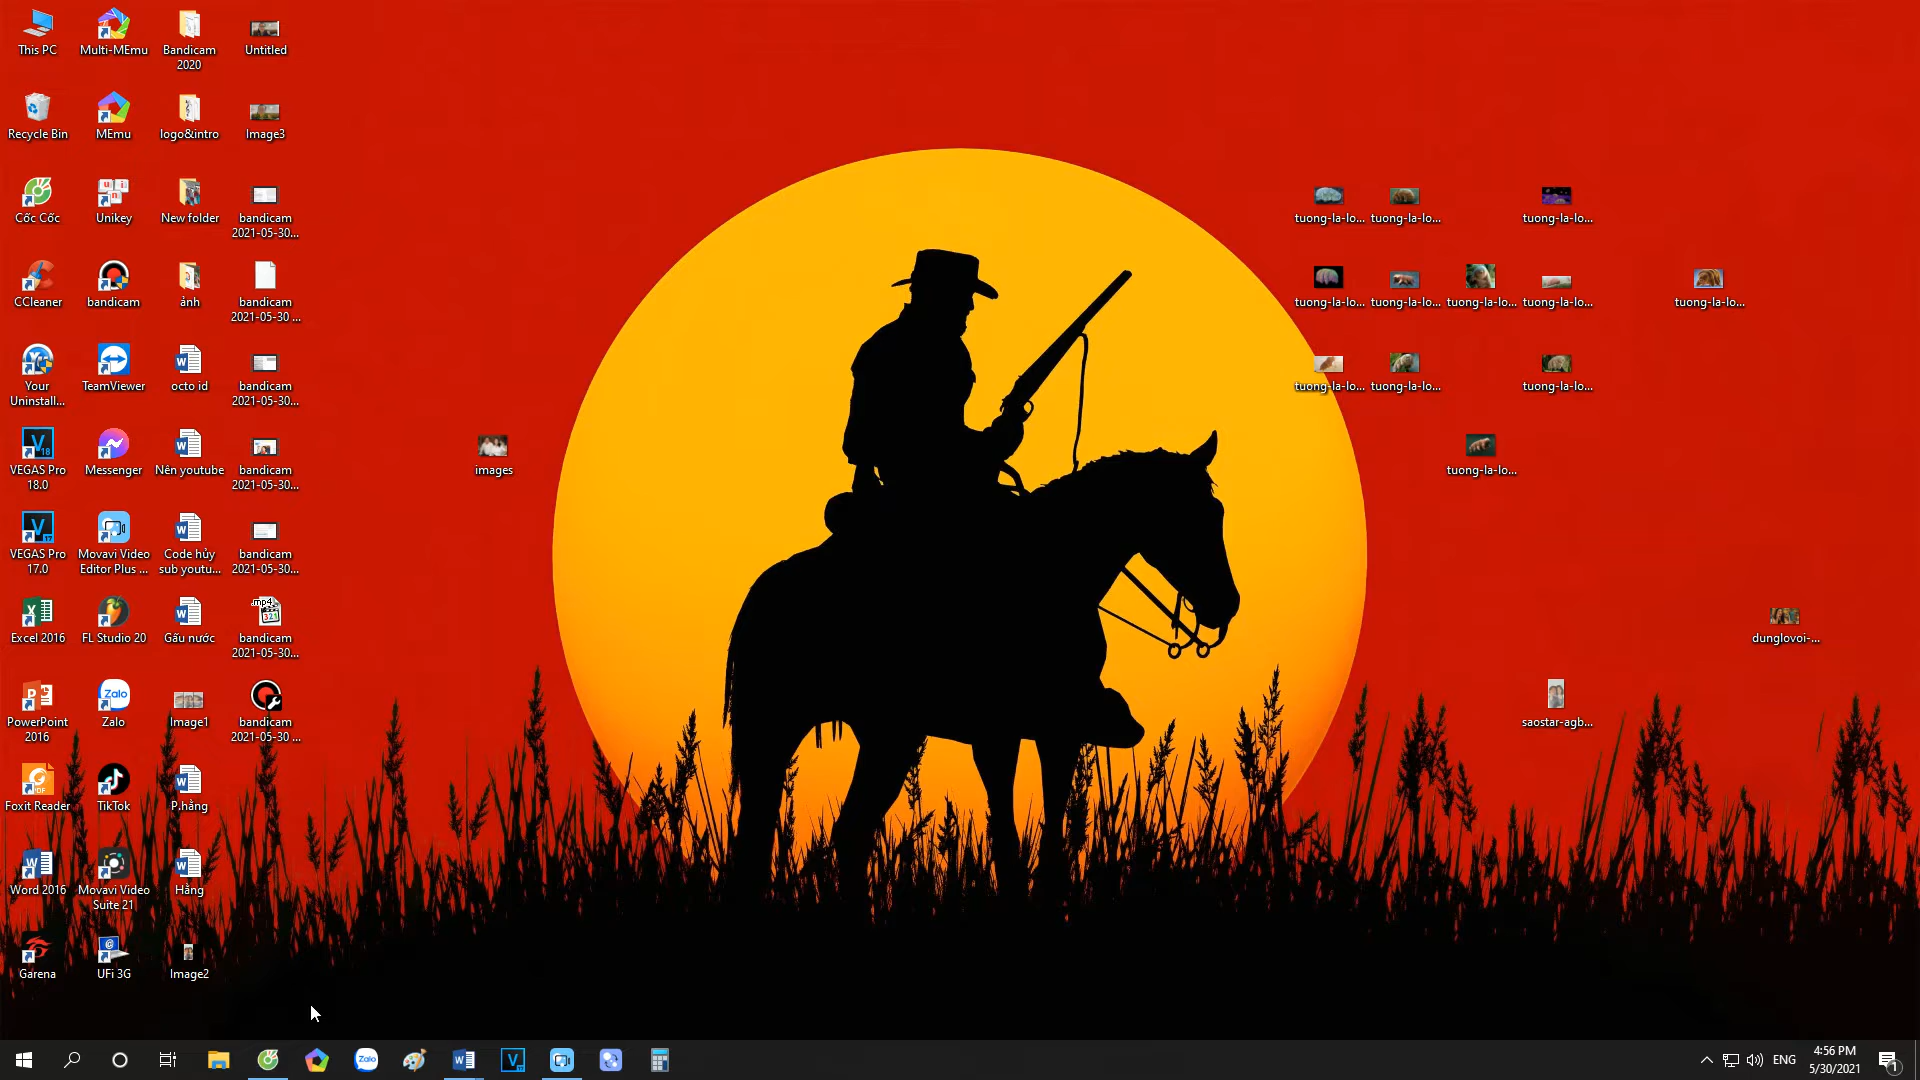 This PC
Multi-MEmu
Bandicam
2020
Untitled
Recycle Bin
MEmu
logo&intro
Image3
Cốc Cốc
Unikey
New folder
bandicam
2021-05-30...
CCleaner
bandicam
ảnh
bandicam
2021-05-30 ...
Your
Uninstall...
TeamViewer
octo id
bandicam
2021-05-30...
VEGAS Pro
18.0
Messenger
Nên youtube
bandicam
2021-05-30...
VEGAS Pro
17.0
Movavi Video
Editor Plus ...
Code hủy
sub youtu...
bandicam
2021-05-30...
Excel 2016
FL Studio 20
Gấu nước
bandicam
2021-05-30...
PowerPoint
2016
Zalo
Image1
bandicam
2021-05-30 ...
Foxit Reader
TikTok
P.hằng
Word 2016
Movavi Video
Suite 21
Hằng
Garena
UFi 3G
Image2
images
tuong-la-lo...
tuong-la-lo...
tuong-la-lo...
tuong-la-lo...
tuong-la-lo...
tuong-la-lo...
tuong-la-lo...
tuong-la-lo...
tuong-la-lo...
tuong-la-lo...
tuong-la-lo...
tuong-la-lo...
dunglovoi-...
saostar-agb...
ENG
4:56 PM
5/30/2021
1